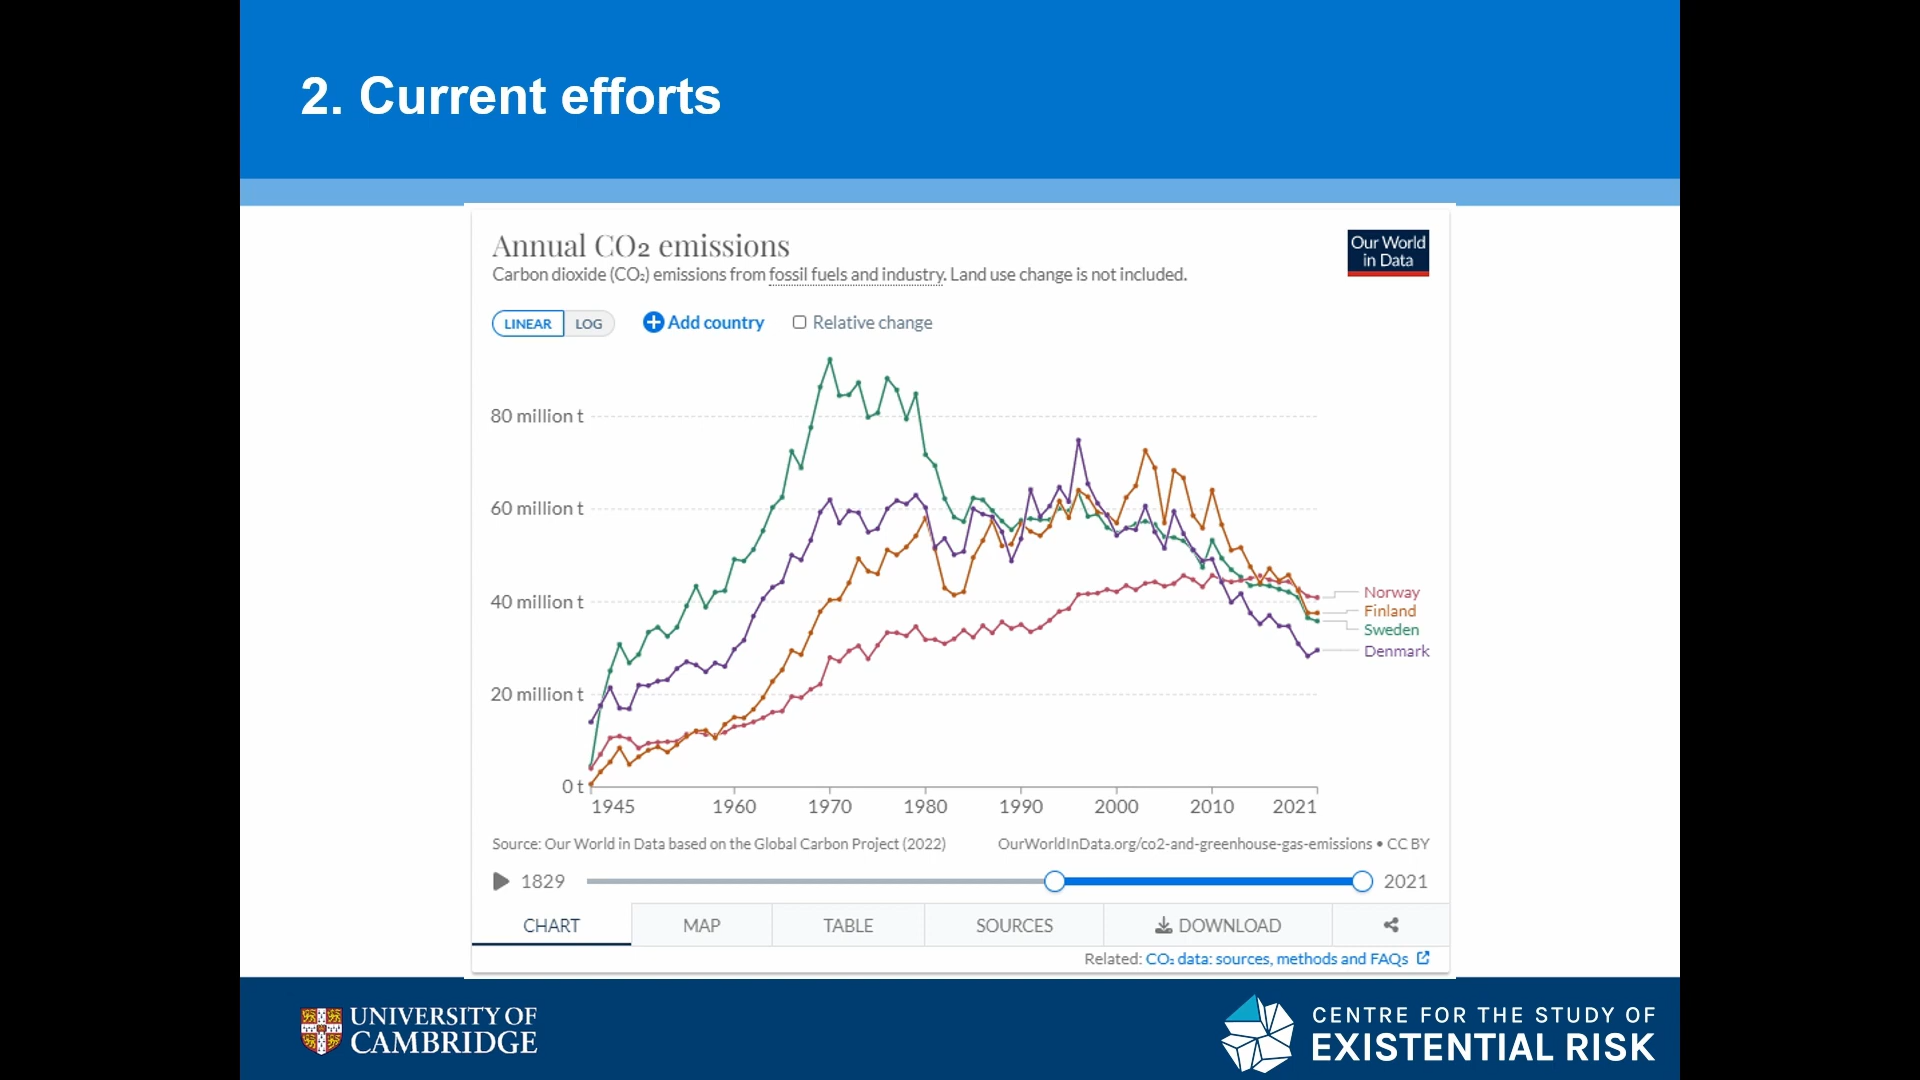 2. Current efforts
Annual CO2 emissions
Our World
in Data
Carbon dioxide (CO₂) emissions from fossil fuels and industry. Land use change is not included.
LINEAR LOG Add country Relative change
80 million t
60 million t
40 million t
20 million t
0 t
Norway
Finland
Sweden
Denmark
1945 1960 1970 1980 1990 2000 2010 2021
Source: Our World in Data based on the Global Carbon Project (2022) OurWorldInData.org/co2-and-greenhouse-gas-emissions • CC BY
1829 2021
CHART MAP TABLE SOURCES DOWNLOAD
Related: CO₂ data: sources, methods and FAQs
UNIVERSITY OF
CAMBRIDGE
CENTRE FOR THE STUDY OF
EXISTENTIAL RISK